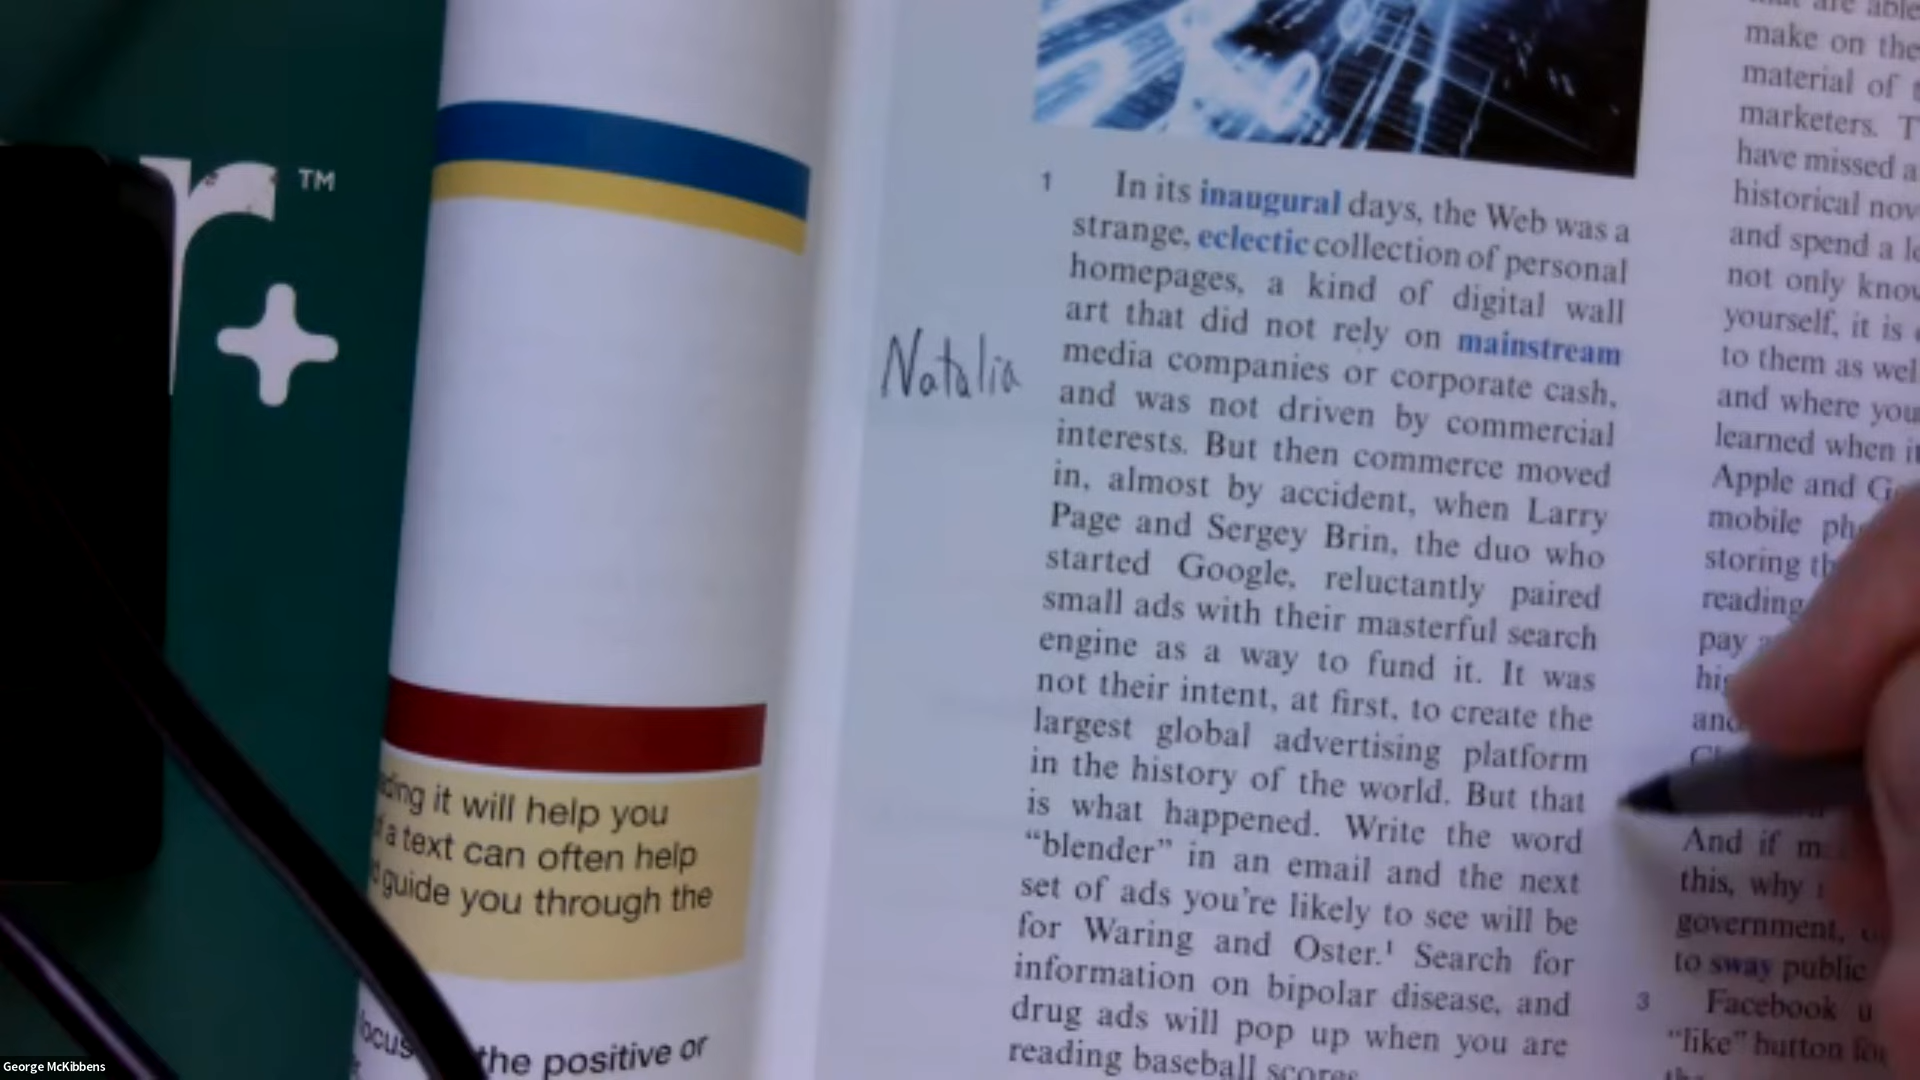 r™
it will help you
a text can often help
guide you through the
the positive or
Natalia
1 In its inaugural days, the Web was a
strange, eclectic collection of personal
homepages, a kind of digital wall
art that did not rely on mainstream
media companies or corporate cash,
and was not driven by commercial
interests. But then commerce moved
in, almost by accident, when Larry
Page and Sergey Brin, the duo who
started Google, reluctantly paired
small ads with their masterful search
engine as a way to fund it. It was
not their intent, at first, to create the
largest global advertising platform
in the history of the world. But that
is what happened. Write the word
“blender” in an email and the next
set of ads you’re likely to see will be
for Waring and Oster.¹ Search for
information on bipolar disease, and
drug ads will pop up when you are
reading baseball scores.
that are able
make on the
material of
marketers.
have missed a
historical
and spend a
not only
yourself, it is
to them as
and where you
learned when
Apple and
mobile
storing
reading
pay
And if
this, why
government,
to sway public
3 Facebook
“like” button
George McKibbens